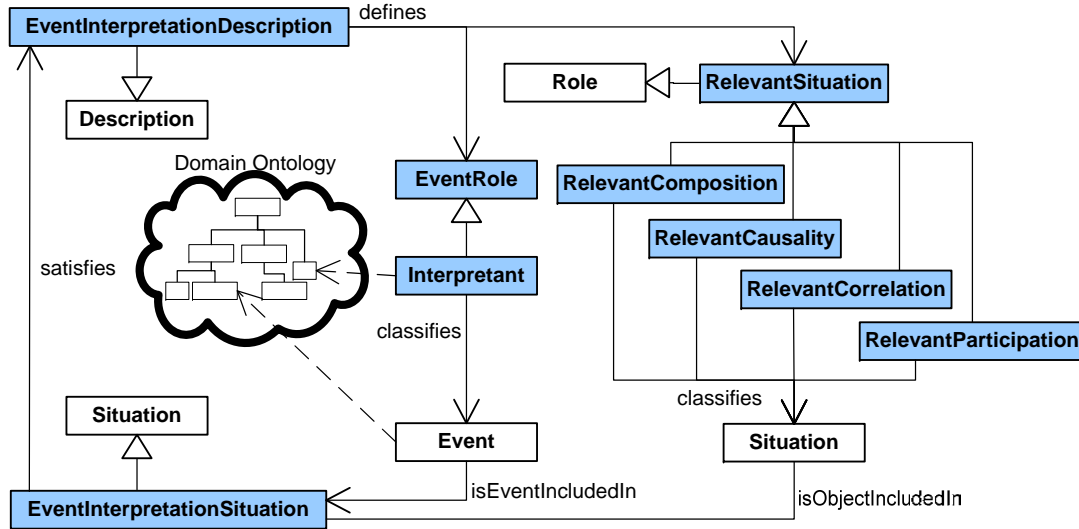 EventInterpretationDescription
defines
Role
RelevantSituation
Description
Domain Ontology
EventRole
RelevantComposition
RelevantCausality
satisfies
Interpretant
RelevantCorrelation
classifies
RelevantParticipation
classifies
Situation
Event
Situation
isEventIncludedIn
isObjectIncludedIn
EventInterpretationSituation